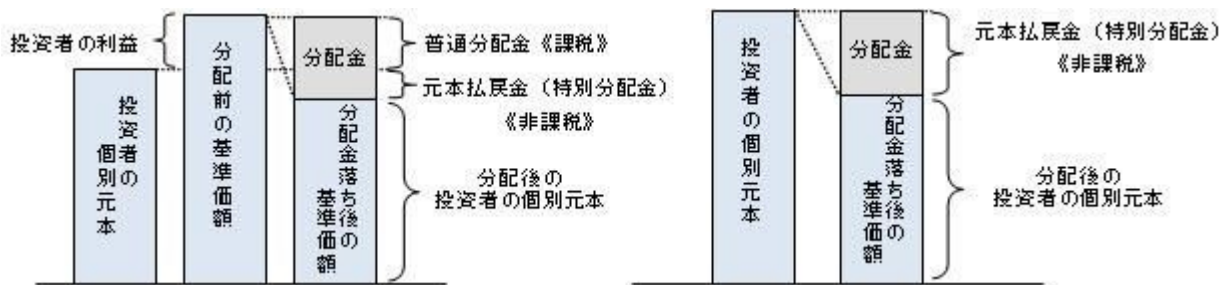 投資者の利益
投資者の
個別元本
分配前の基準価額
分配金
分配金落ち後の
基準価額
普通分配金《課税》
元本払戻金（特別分配金）
《非課税》
分配後の
投資者の個別元本
投資者の個別元本
分配金
分配金落ち後の
基準価額
元本払戻金（特別分配金）
《非課税》
分配後の
投資者の個別元本